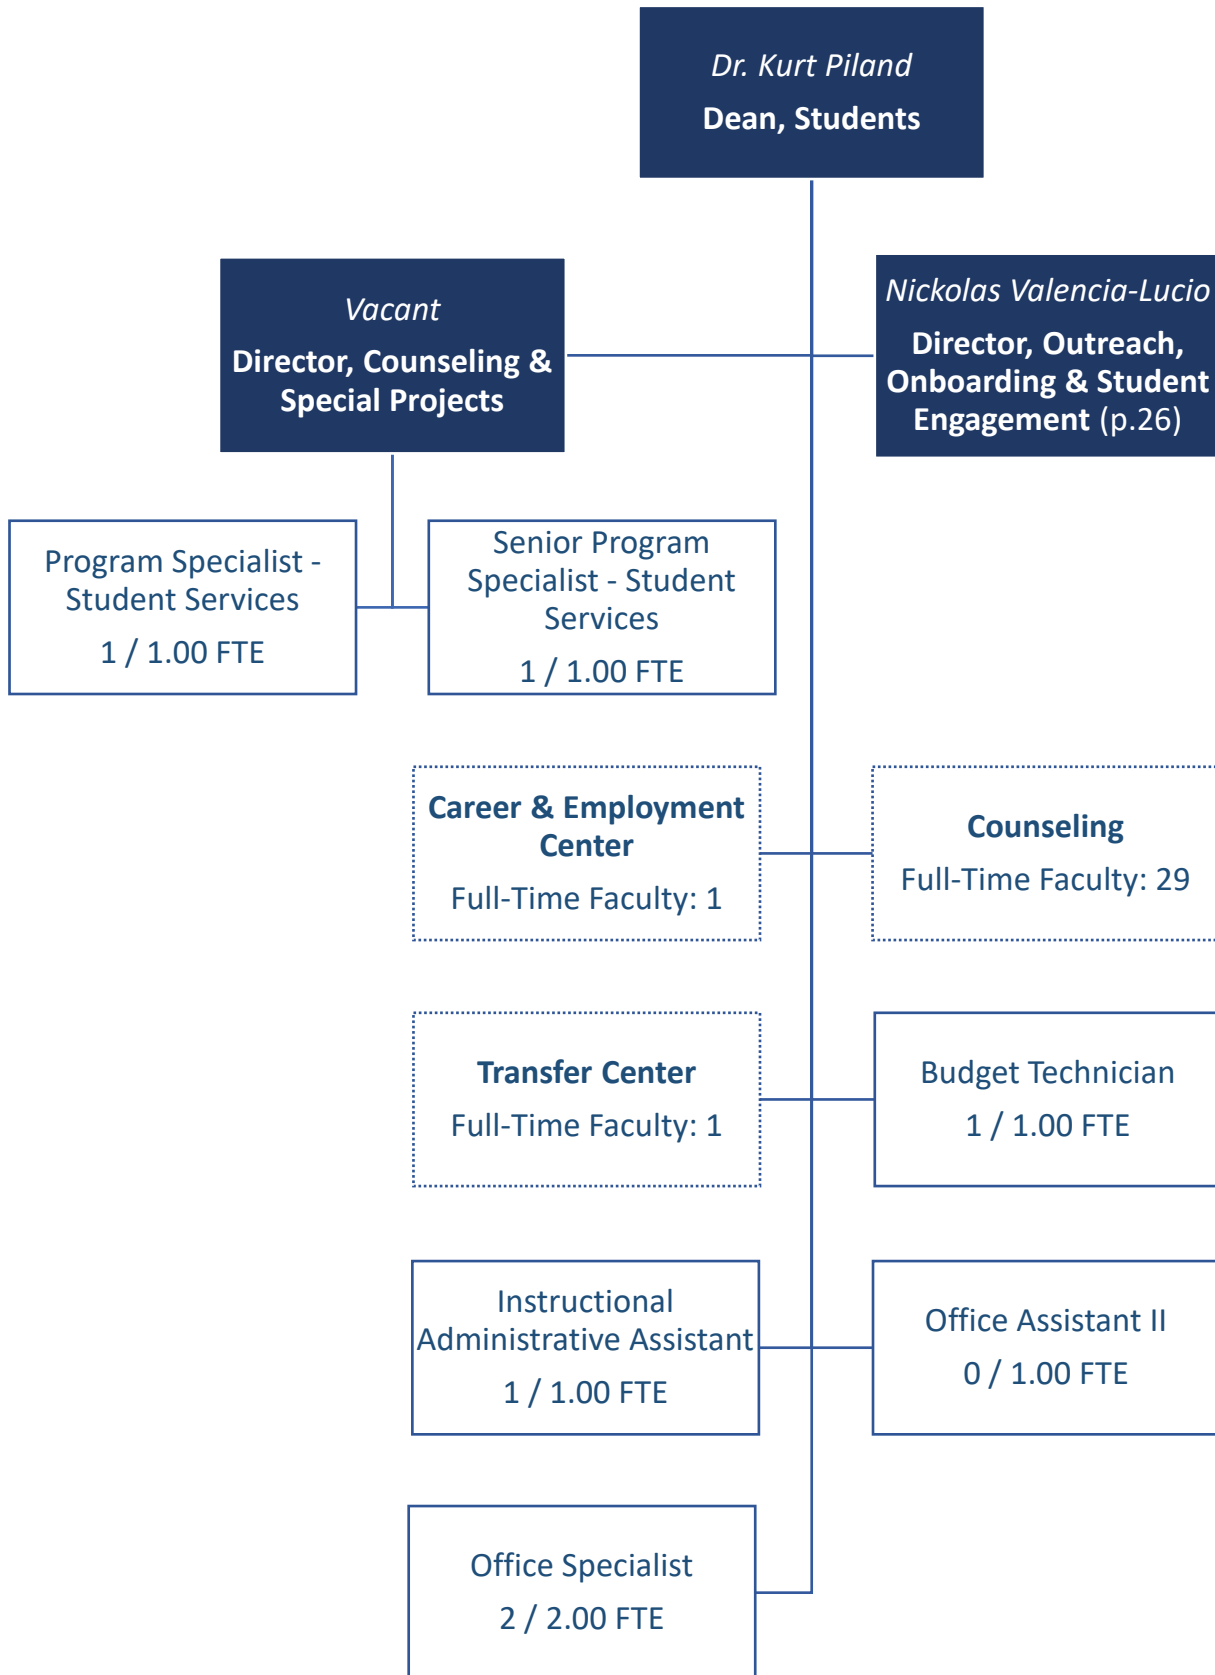 Dr. Kurt Piland
Dean, Students
Vacant
Director, Counseling &
Special Projects
Nickolas Valencia-Lucio
Director, Outreach,
Onboarding & Student
Engagement (p.26)
Program Specialist -
Student Services
1 / 1.00 FTE
Senior Program
Specialist - Student
Services
1 / 1.00 FTE
Career & Employment
Center
Full-Time Faculty: 1
Counseling
Full-Time Faculty: 29
Transfer Center
Full-Time Faculty: 1
Budget Technician
1 / 1.00 FTE
Instructional
Administrative Assistant
1 / 1.00 FTE
Office Assistant II
0 / 1.00 FTE
Office Specialist
2 / 2.00 FTE